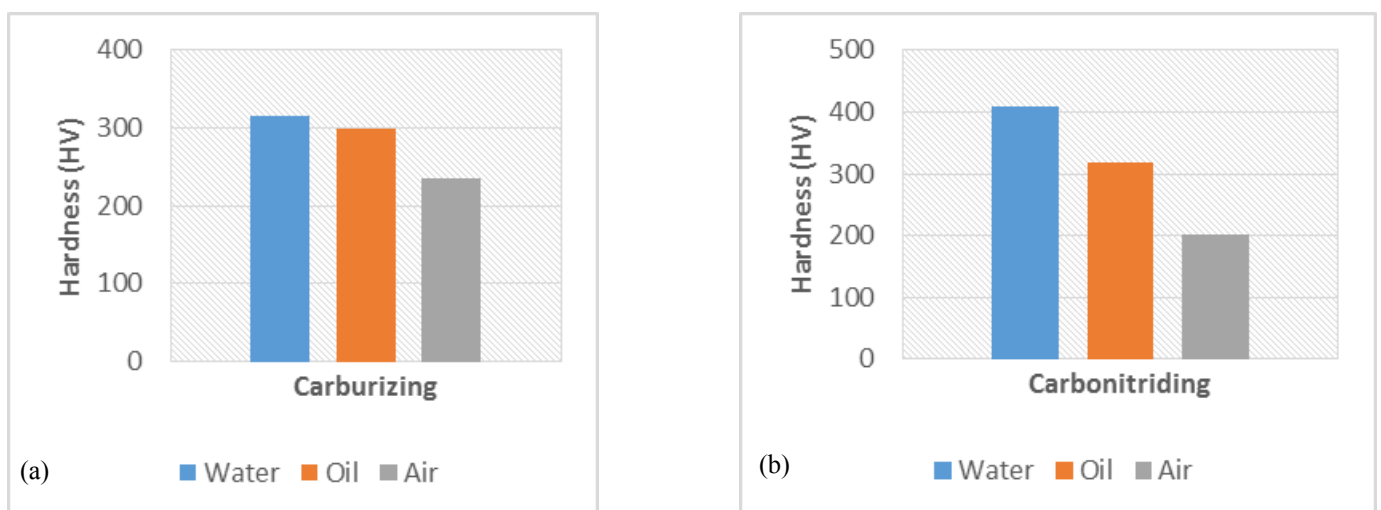 400
300
200
100
0
Hardness (HV)
Carburizing
Water Oil Air
(a)
500
400
300
200
100
0
Hardness (HV)
Carbonitriding
Water Oil Air
(b)